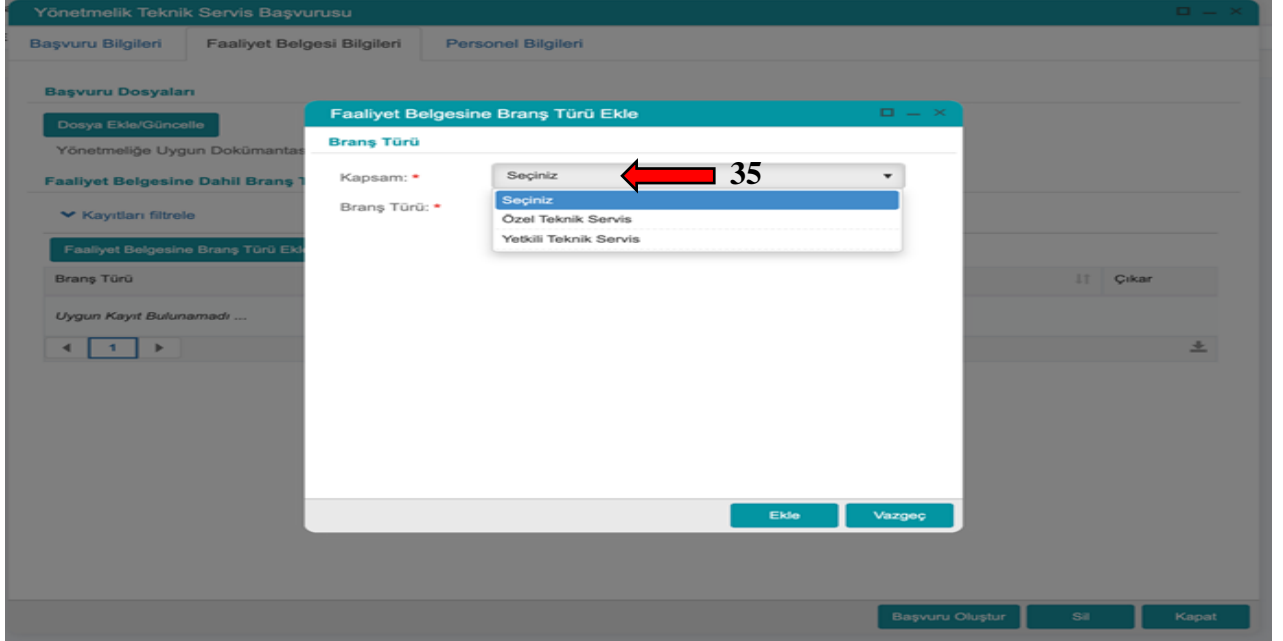 Yönetmelik Teknik Servis Başvurusu
Başvuru Bilgileri Faaliyet Belgesi Bilgileri Personel Bilgileri
Başvuru Dosyaları
Dosya Ekle/Güncelle
Yönetmeliğe Uygun
Faaliyet Belgesine Dahil Branş
Kayıtları filtrele
Faaliyet Belgesine Branş Türü
Branş Türü Çıkar
Uygun Kayıt Bulunamadı ...
1
Faaliyet Belgesine Branş Türü Ekle
Branş Türü
Kapsam: * Seçiniz 35
Branş Türü: *
Seçiniz
Özel Teknik Servis
Yetkili Teknik Servis
Ekle Vazgeç
Başvuru Oluştur Sil Kapat